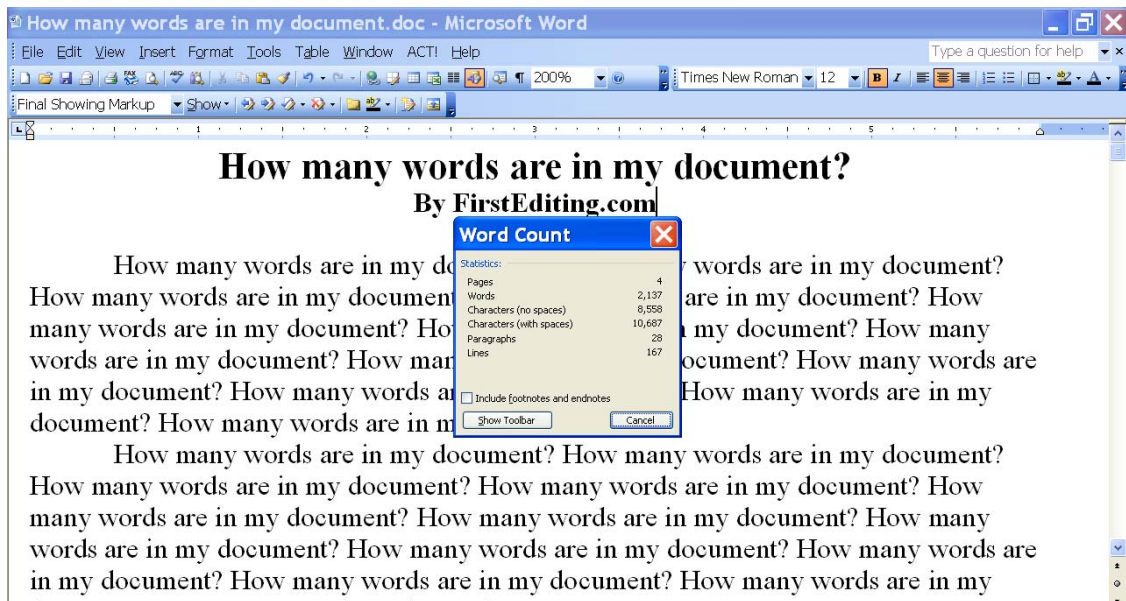 How many words are in my document.doc - Microsoft Word
File Edit View Insert Format Tools Table Window ACT! Help Type a question for help
200% Times New Roman 12 B I
Final Showing Markup Show
1 2 3 4 5
How many words are in my document?
By FirstEditing.com
Word Count
Statistics:
Pages 4
Words 2,137
Characters (no spaces) 8,558
Characters (with spaces) 10,687
Paragraphs 28
Lines 167
Include footnotes and endnotes
Show Toolbar Cancel
How many words are in my words are in my document?
How many words are in my document are in my document? How
many words are in my document? my document? How many
words are in my document? How How many words are
in my document? How many words How many words are in my
document? How many words are in
How many words are in my document? How many words are in my document?
How many words are in my document? How many words are in my document? How
many words are in my document? How many words are in my document? How many
words are in my document? How many words are in my document? How many words are
in my document? How many words are in my document? How many words are in my